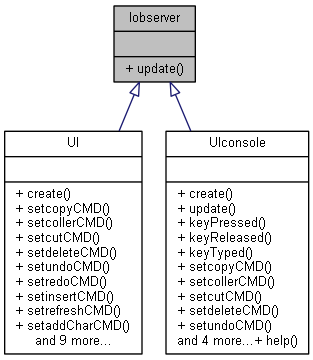 Iobserver
+ update()
UI
+ create()
+ setcopyCMD()
+ setcollerCMD()
+ setcutCMD()
+ setdeleteCMD()
+ setundoCMD()
+ setredoCMD()
+ setinsertCMD()
+ setrefreshCMD()
+ setaddCharCMD()
and 9 more...
UIconsole
+ create()
+ update()
+ keyPressed()
+ keyReleased()
+ keyTyped()
+ setcopyCMD()
+ setcollerCMD()
+ setcutCMD()
+ setdeleteCMD()
+ setundoCMD()
and 4 more...+ help()